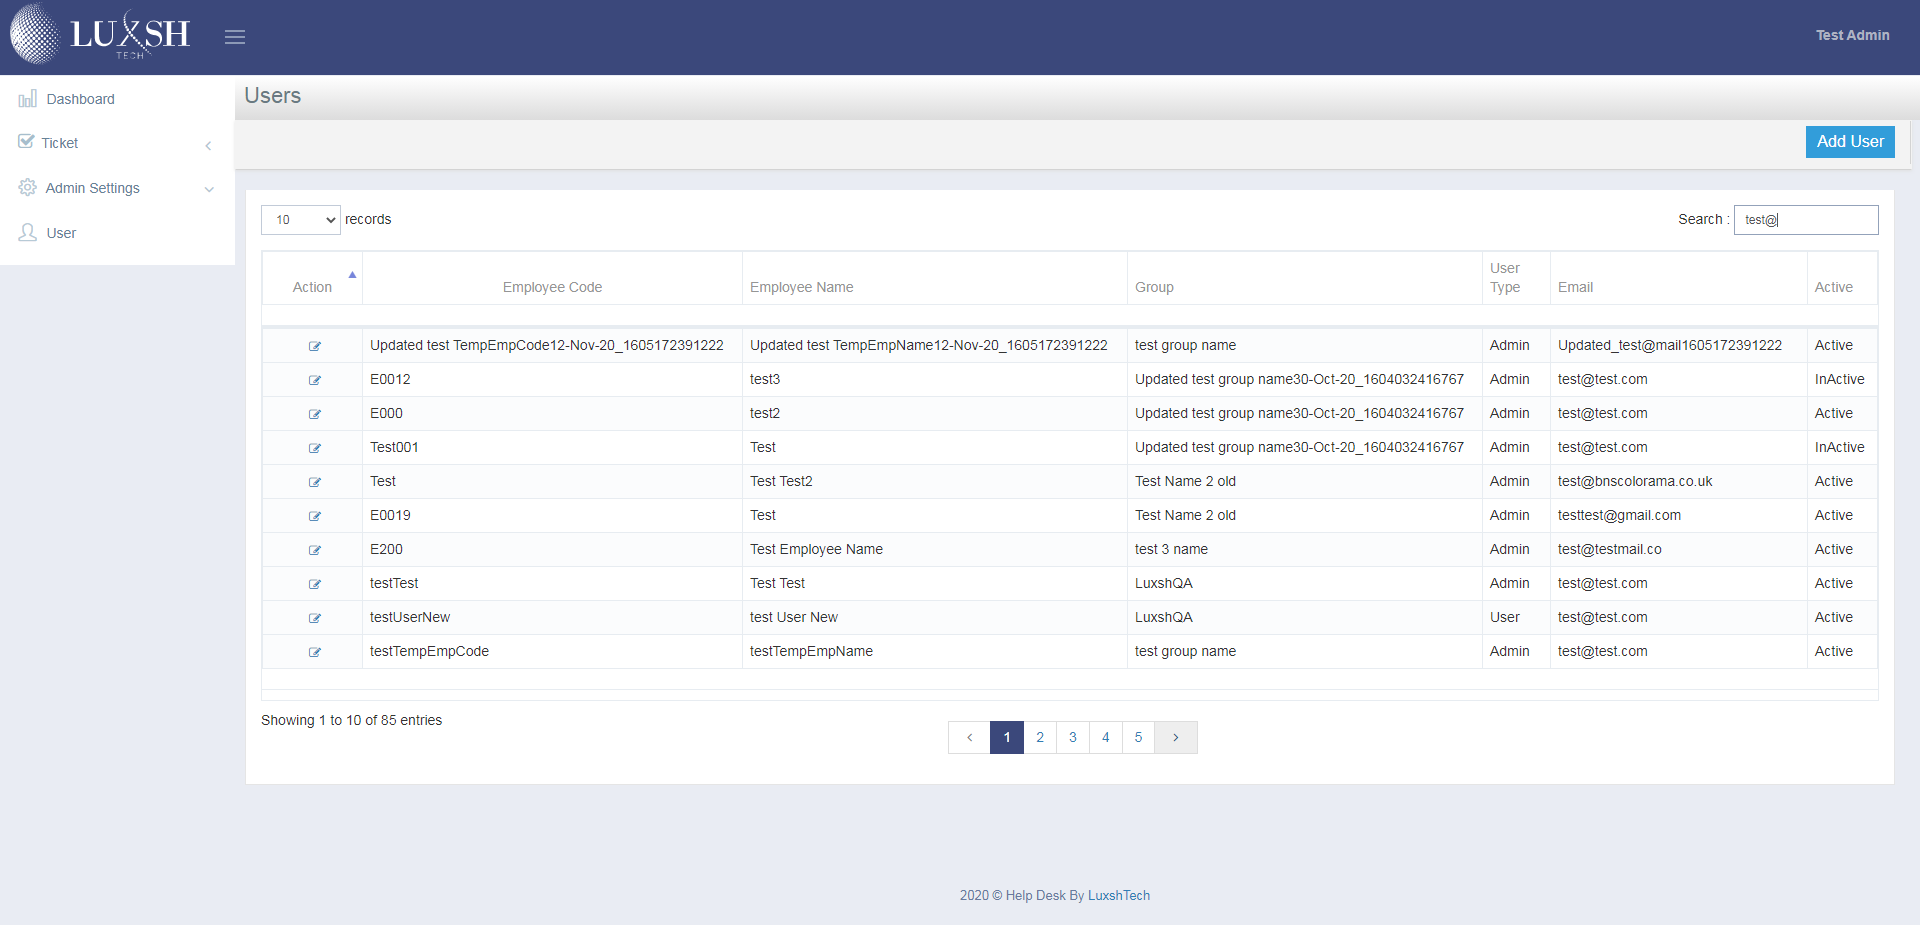 LUXSH
TECH
Test Admin
Dashboard
Ticket
Admin Settings
User
Users
Add User
10 records
Search : test@
Action Employee Code Employee Name Group User Type Email Active
Updated test TempEmpCode12-Nov-20_1605172391222 Updated test TempEmpName12-Nov-20_1605172391222 test group name Admin Updated_test@mail1605172391222 Active
E0012 test3 Updated test group name30-Oct-20_1604032416767 Admin test@test.com InActive
E000 test2 Updated test group name30-Oct-20_1604032416767 Admin test@test.com Active
Test001 Test Updated test group name30-Oct-20_1604032416767 Admin test@test.com InActive
Test Test Test2 Test Name 2 old Admin test@bnscolorama.co.uk Active
E0019 Test Test Name 2 old Admin testtest@gmail.com Active
E200 Test Employee Name test 3 name Admin test@testmail.co Active
testTest Test Test LuxshQA Admin test@test.com Active
testUserNew test User New LuxshQA User test@test.com Active
testTempEmpCode testTempEmpName test group name Admin test@test.com Active
Showing 1 to 10 of 85 entries
< 1 2 3 4 5 >
2020 © Help Desk By LuxshTech